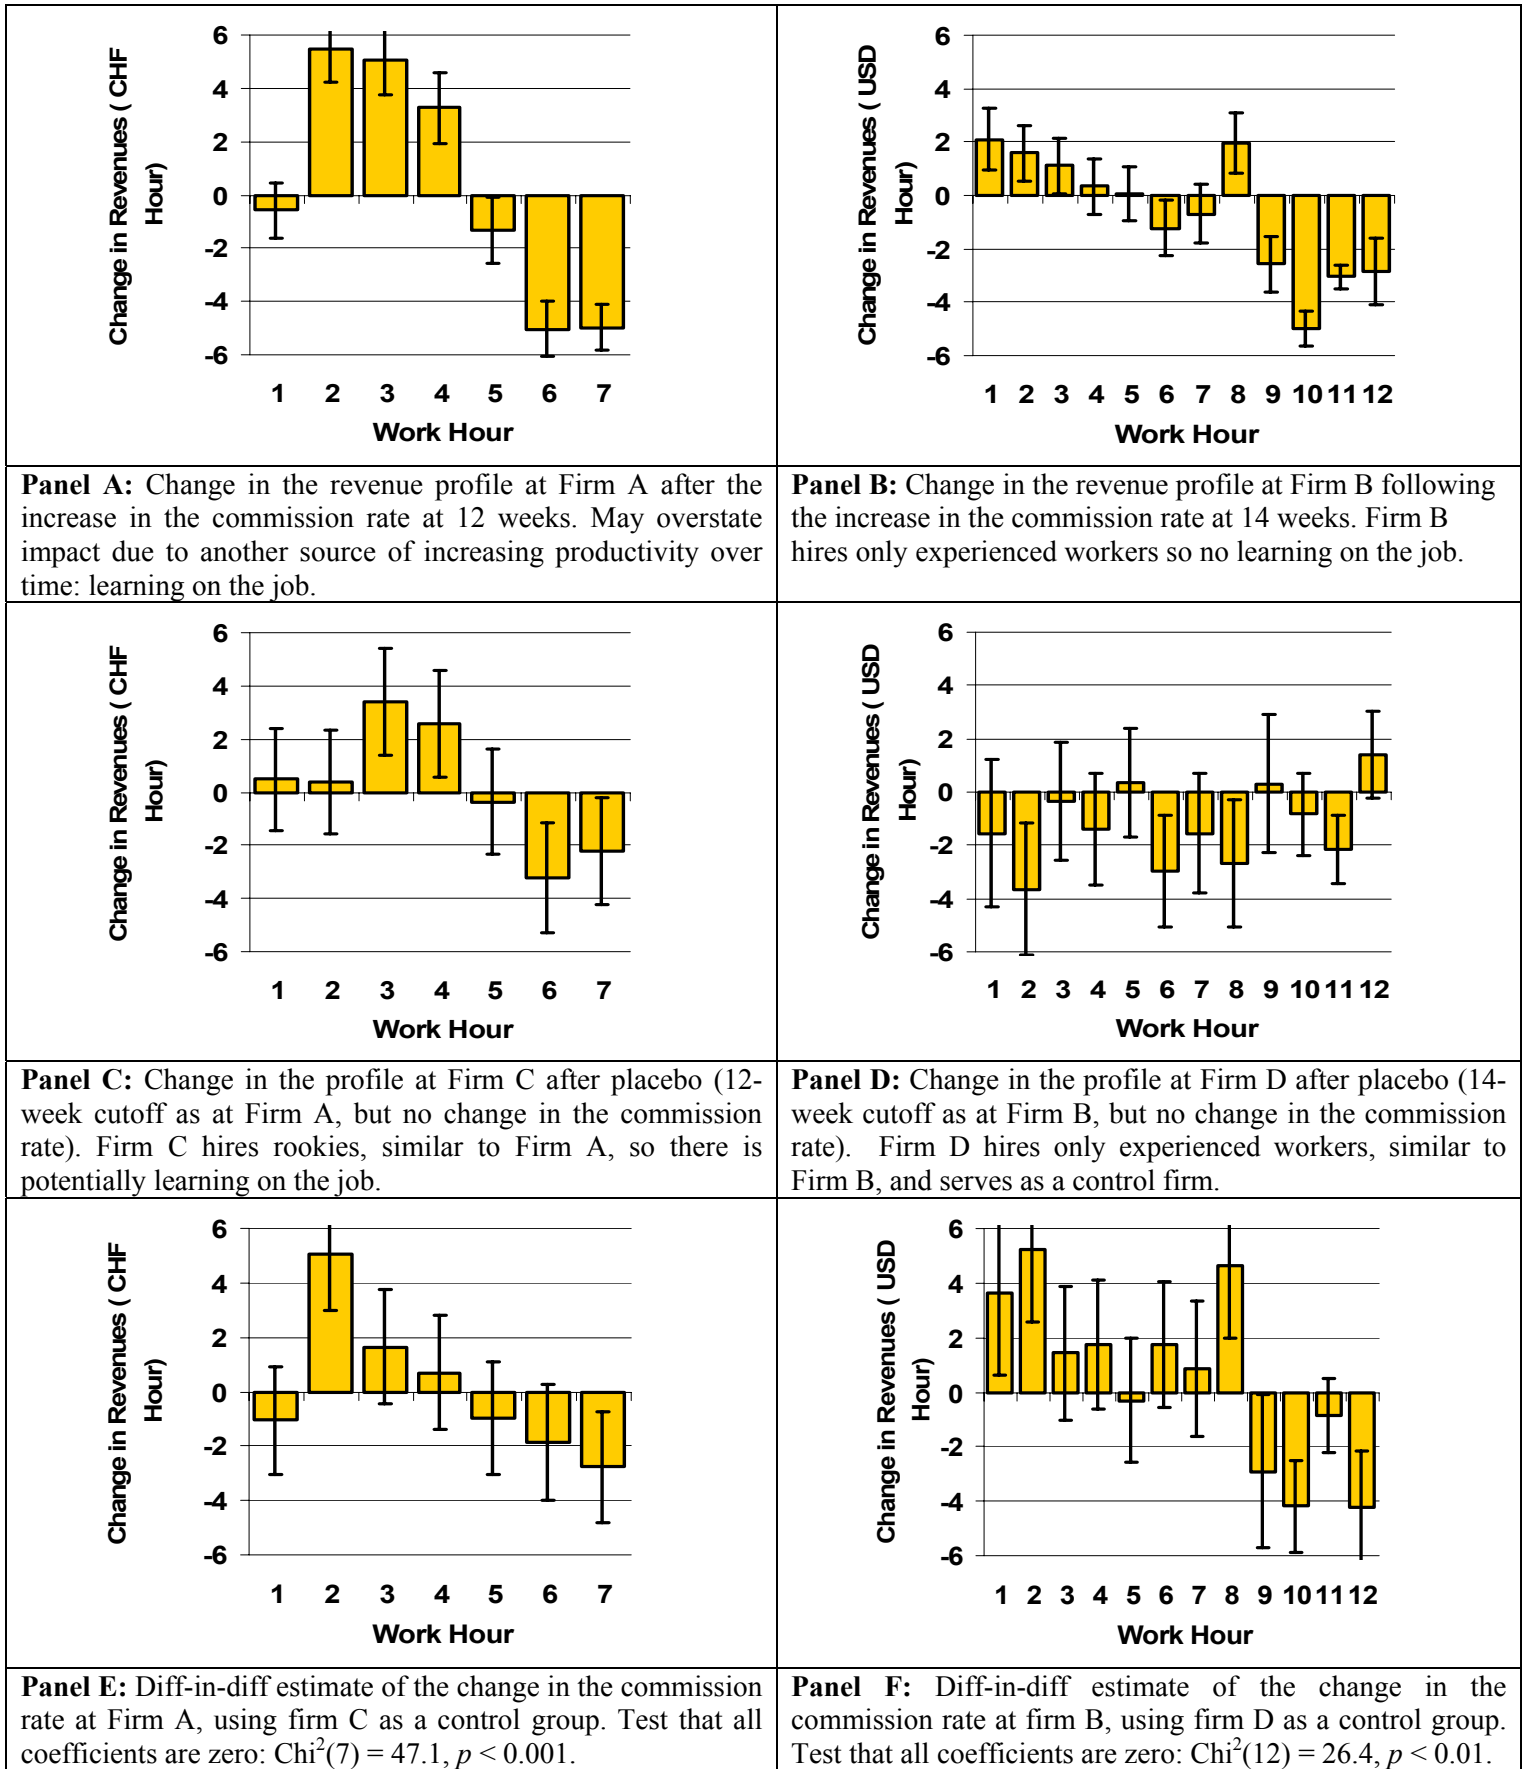 Change in Revenues ( CHF
Hour)
6
4
2
0
-2
-4
-6
1 2 3 4 5 6 7
Work Hour
Panel A: Change in the revenue profile at Firm A after the
increase in the commission rate at 12 weeks. May overstate
impact due to another source of increasing productivity over
time: learning on the job.
Change in Revenues ( USD
Hour)
6
4
2
0
-2
-4
-6
1 2 3 4 5 6 7 8 9 10 11 12
Work Hour
Panel B: Change in the revenue profile at Firm B following
the increase in the commission rate at 14 weeks. Firm B
hires only experienced workers so no learning on the job.
Change in Revenues ( CHF
Hour)
6
4
2
0
-2
-4
-6
1 2 3 4 5 6 7
Work Hour
Panel C: Change in the profile at Firm C after placebo (12-
week cutoff as at Firm A, but no change in the commission
rate). Firm C hires rookies, similar to Firm A, so there is
potentially learning on the job.
Change in Revenues ( USD
Hour)
6
4
2
0
-2
-4
-6
1 2 3 4 5 6 7 8 9 10 11 12
Work Hour
Panel D: Change in the profile at Firm D after placebo (14-
week cutoff as at Firm B, but no change in the commission
rate). Firm D hires only experienced workers, similar to
Firm B, and serves as a control firm.
Change in Revenues ( CHF
Hour)
6
4
2
0
-2
-4
-6
1 2 3 4 5 6 7
Work Hour
Panel E: Diff-in-diff estimate of the change in the commission
rate at Firm A, using firm C as a control group. Test that all
coefficients are zero: Chi²(7) = 47.1, p < 0.001.
Change in Revenues ( USD
Hour)
6
4
2
0
-2
-4
-6
1 2 3 4 5 6 7 8 9 10 11 12
Work Hour
Panel F: Diff-in-diff estimate of the change in the
commission rate at firm B, using firm D as a control group.
Test that all coefficients are zero: Chi²(12) = 26.4, p < 0.01.